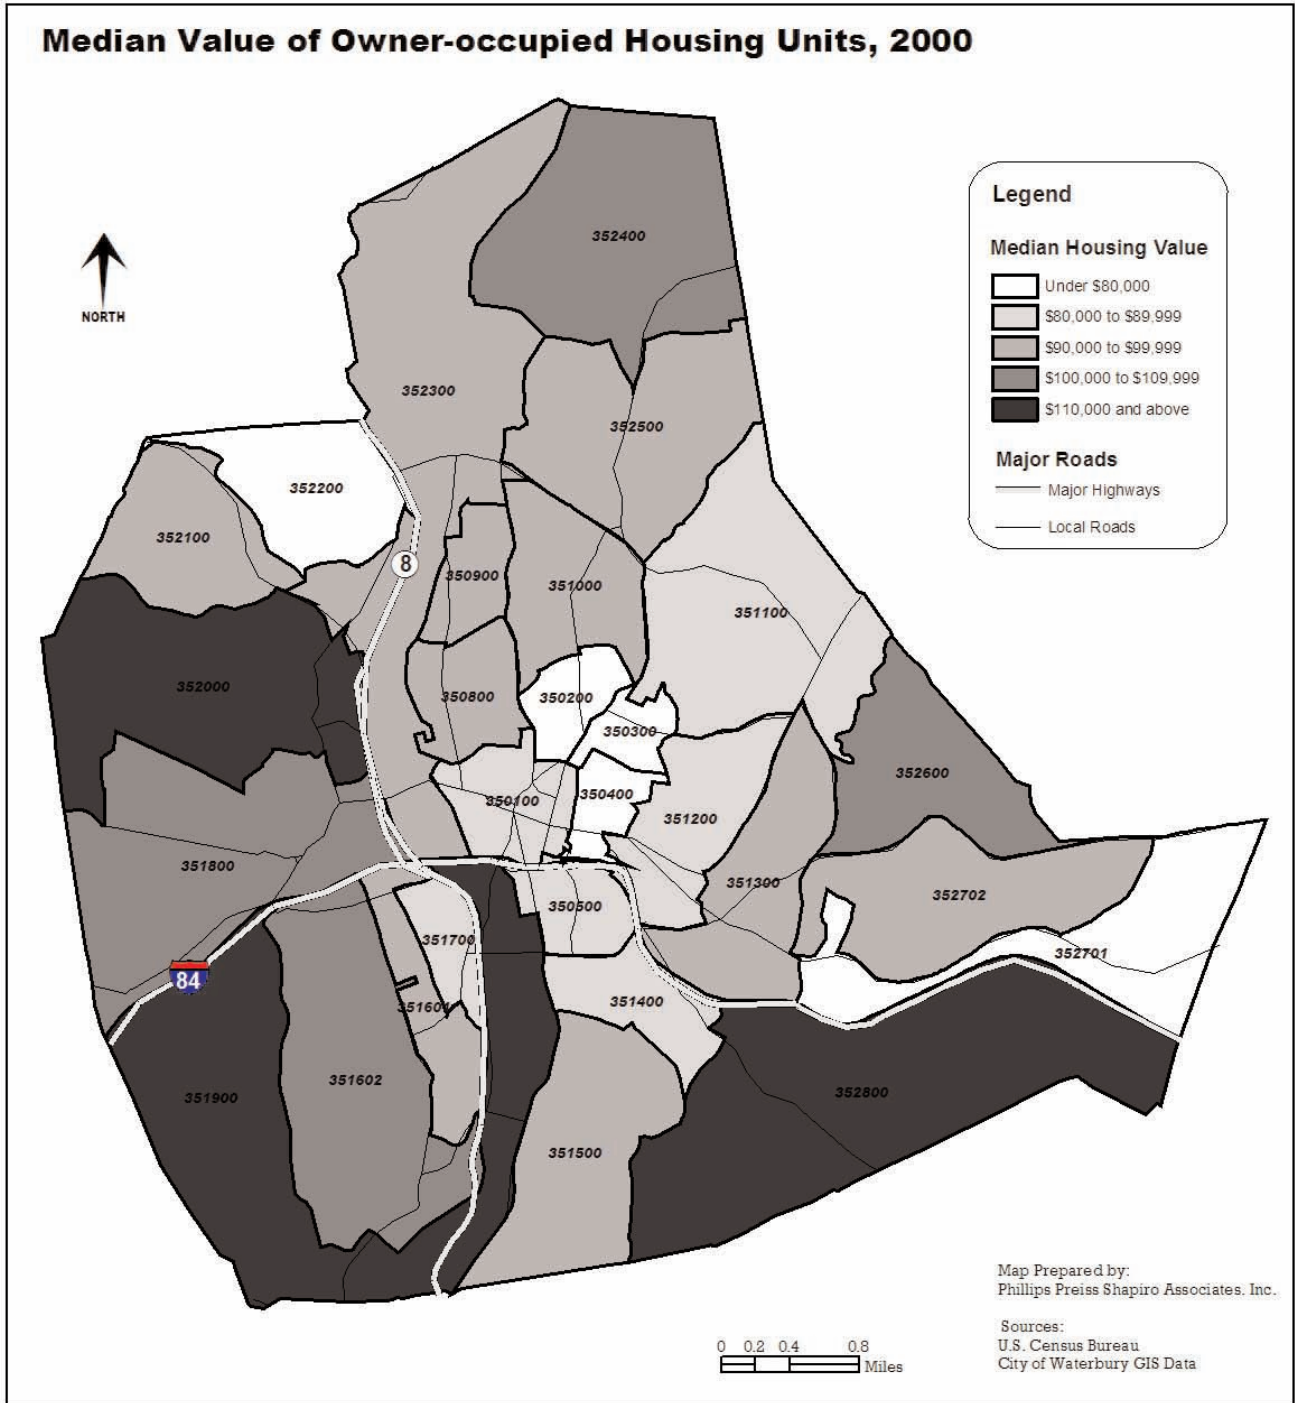 Median Value of Owner-occupied Housing Units, 2000
NORTH
Legend
Median Housing Value
Under $80,000
$80,000 to $89,999
$90,000 to $99,999
$100,000 to $109,999
$110,000 and above
Major Roads
Major Highways
Local Roads
352400
352300
352500
352200
352100
8
350900
351000
351100
352000
350800
350200
350300
352600
350100
350400
351200
351800
351300
352702
350500
351700
352701
84
351601
351400
351602
351900
352800
351500
Map Prepared by:
Phillips Preiss Shapiro Associates. Inc.
Sources:
U.S. Census Bureau
City of Waterbury GIS Data
0 0.2 0.4 0.8
Miles